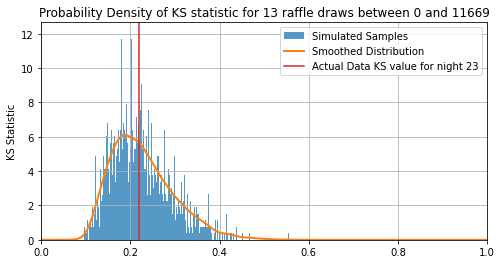 Probability Density of KS statistic for 13 raffle draws between 0 and 11669
Simulated Samples
Smoothed Distribution
Actual Data KS value for night 23
KS Statistic
12
10
8
6
4
2
0
0.0 0.2 0.4 0.6 0.8 1.0